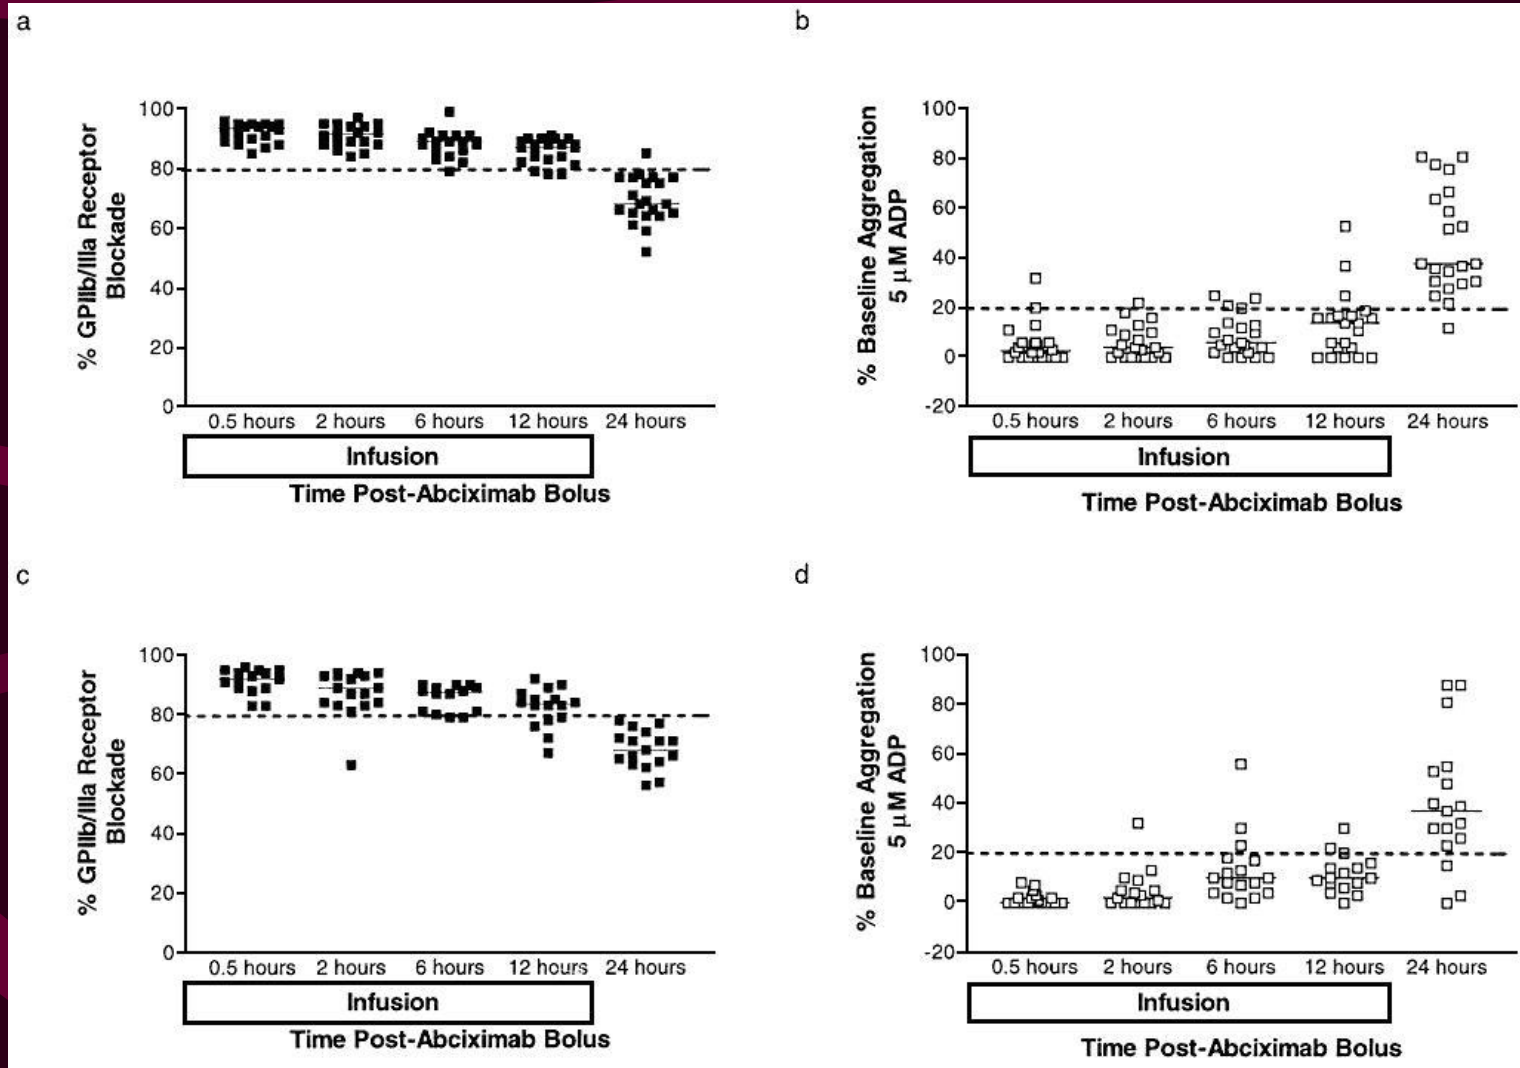 a
% GPIIb/IIIa Receptor
Blockade
100
80
60
40
20
0
0.5 hours 2 hours 6 hours 12 hours 24 hours
Infusion
Time Post-Abciximab Bolus
b
% Baseline Aggregation
5 µM ADP
100
80
60
40
20
0
-20
0.5 hours 2 hours 6 hours 12 hours 24 hours
Infusion
Time Post-Abciximab Bolus
c
% GPIIb/IIIa Receptor
Blockade
100
80
60
40
20
0
0.5 hours 2 hours 6 hours 12 hours 24 hours
Infusion
Time Post-Abciximab Bolus
d
% Baseline Aggregation
5 µM ADP
100
80
60
40
20
0
-20
0.5 hours 2 hours 6 hours 12 hours 24 hours
Infusion
Time Post-Abciximab Bolus